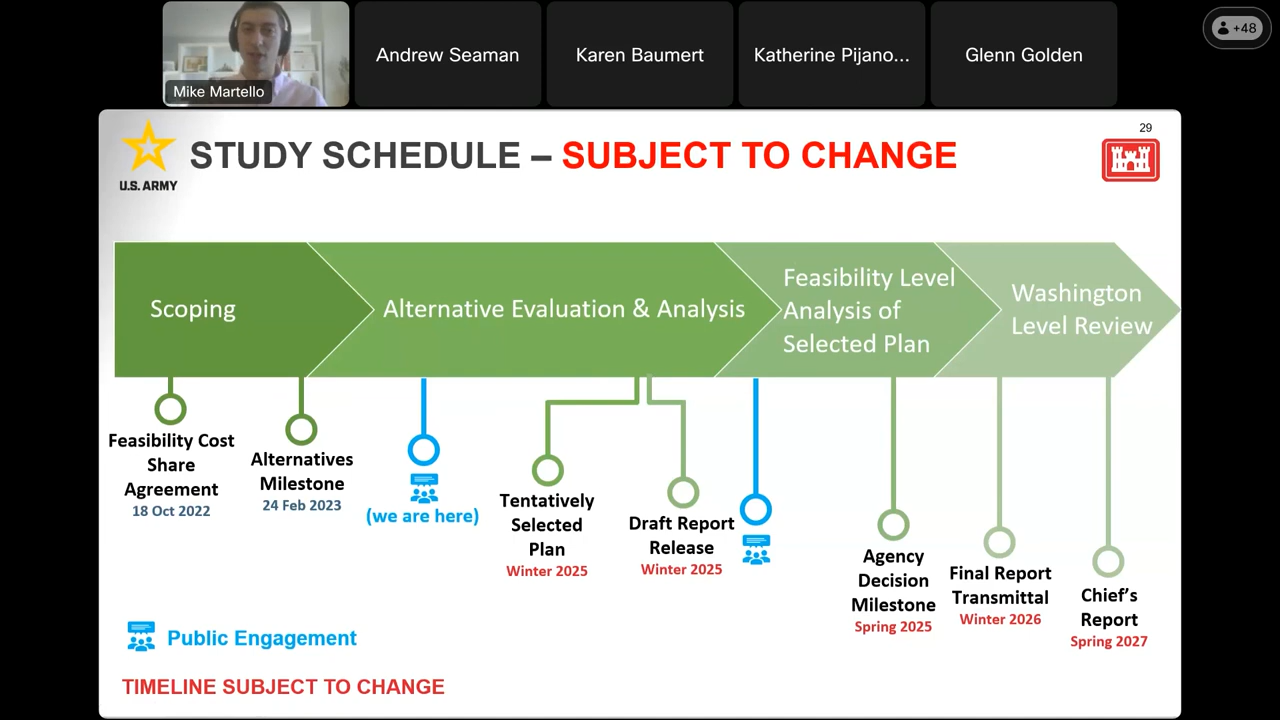 Mike Martello
Andrew Seaman
Karen Baumert
Katherine Pijano...
Glenn Golden
+48
29
U.S. ARMY
STUDY SCHEDULE – SUBJECT TO CHANGE
Scoping
Alternative Evaluation & Analysis
Feasibility Level
Analysis of
Selected Plan
Washington
Level Review
Feasibility Cost
Share
Agreement
18 Oct 2022
Alternatives
Milestone
24 Feb 2023
(we are here)
Tentatively
Selected
Plan
Winter 2025
Draft Report
Release
Winter 2025
Agency
Decision
Milestone
Spring 2025
Final Report
Transmittal
Winter 2026
Chief's
Report
Spring 2027
Public Engagement
TIMELINE SUBJECT TO CHANGE